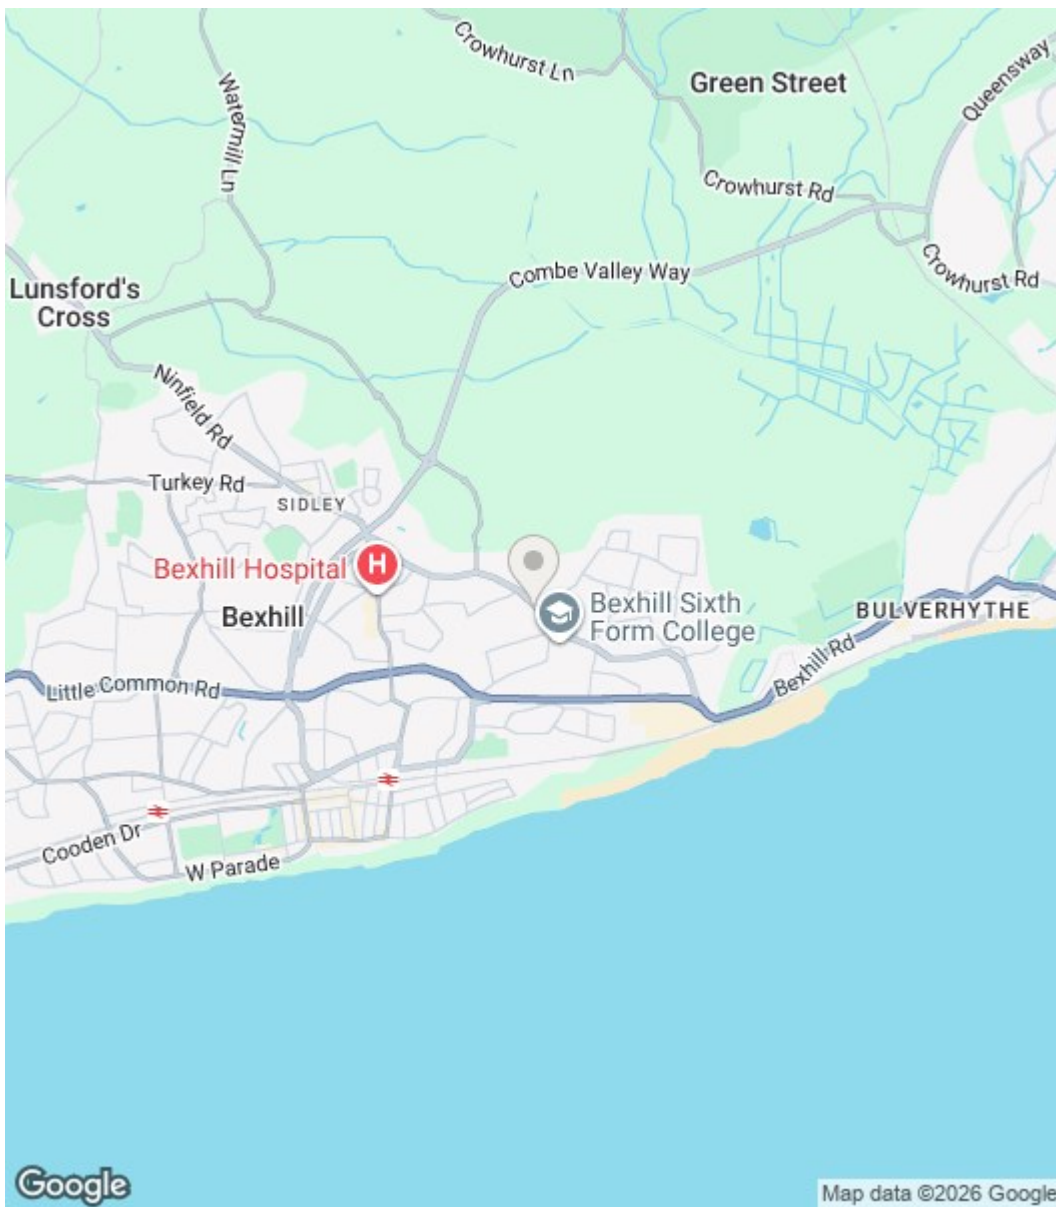 Crowhurst Ln
Green Street
Queensway
Watermill Ln
Crowhurst Rd
Crowhurst Rd
Combe Valley Way
Lunsford's
Cross
Ninfield Rd
Turkey Rd
SIDLEY
Bexhill Hospital
H
Bexhill
Bexhill Sixth
Form College
BULVERHYTHE
Bexhill Rd
Little Common Rd
Cooden Dr
W Parade
Google
Map data ©2026 Google